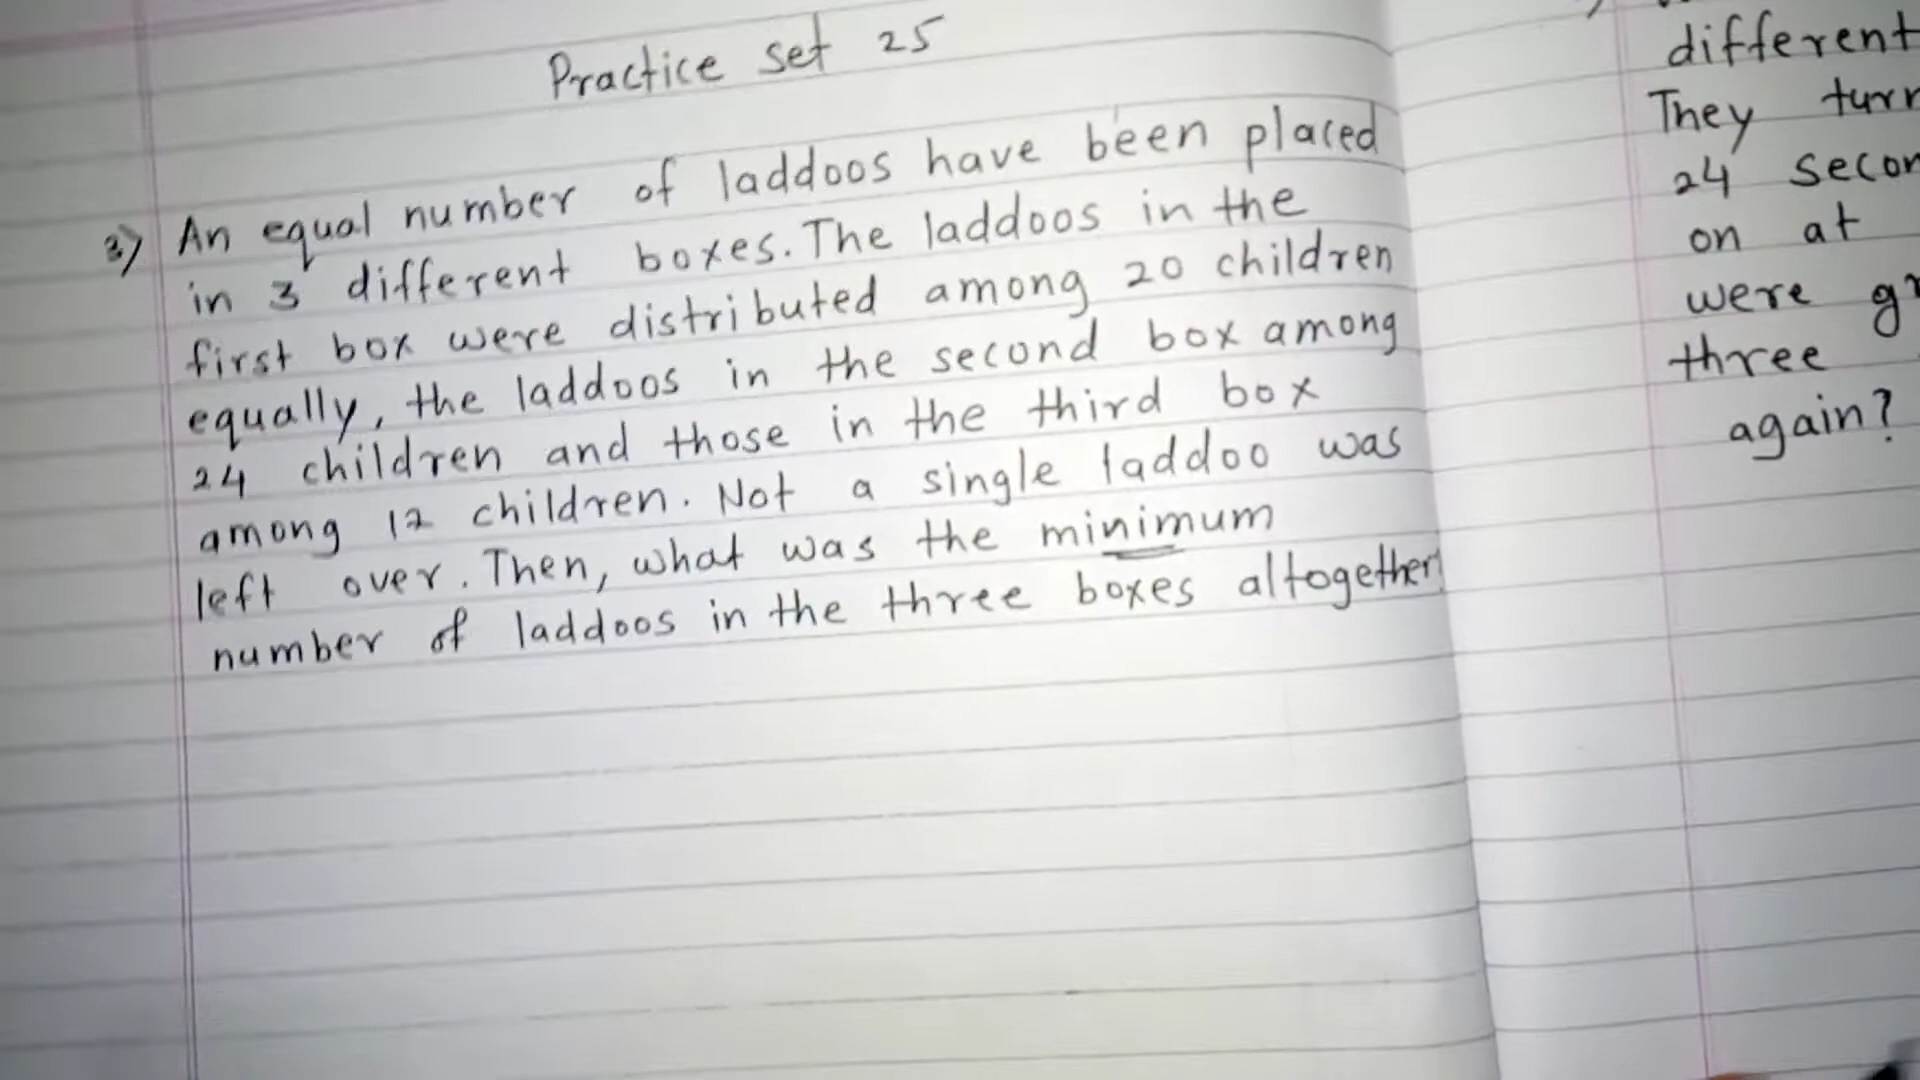 Practice set 25
3) An equal number of laddoos have been placed
in 3 different boxes. The laddoos in the
first box were distributed among 20 children
equally, the laddoos in the second box among
24 children and those in the third box
among 12 children. Not a single laddoo was
left over. Then, what was the minimum
number of laddoos in the three boxes altogether
different
They
24
on at
were
three
again?